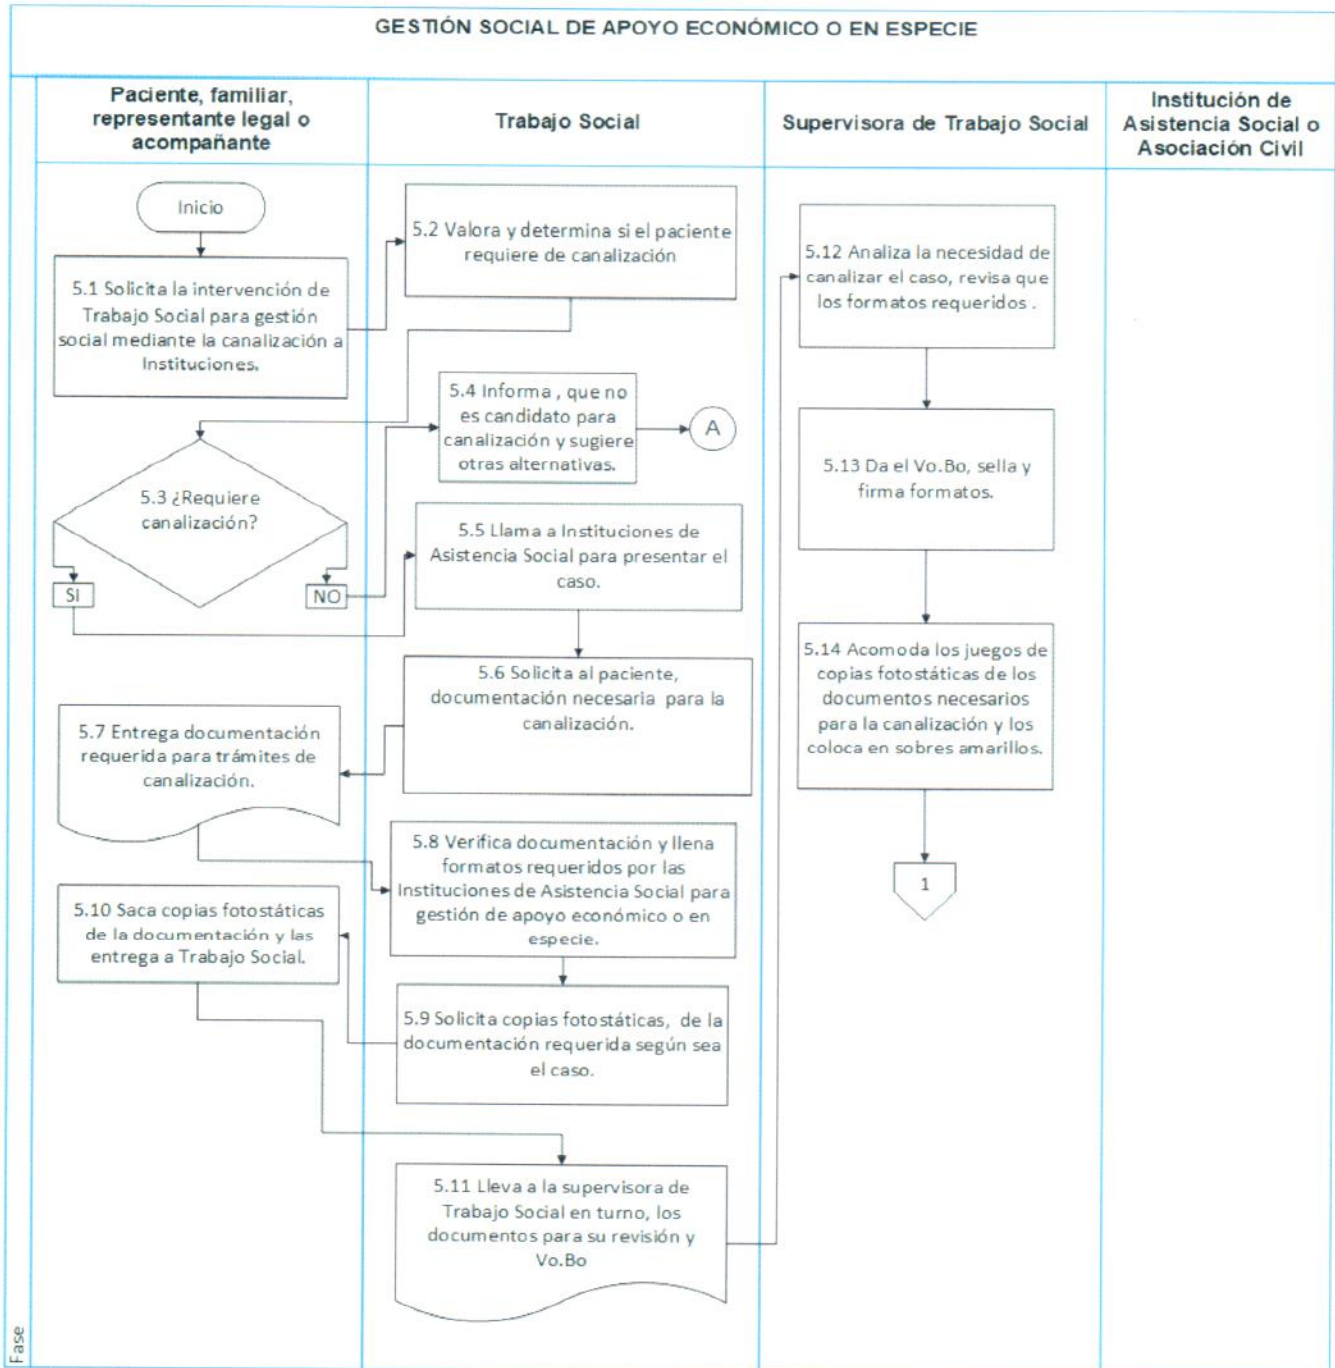 GESTIÓN SOCIAL DE APOYO ECONÓMICO O EN ESPECIE
Paciente, familiar,
representante legal o
acompañante
Trabajo Social
Supervisora de Trabajo Social
Institución de
Asistencia Social o
Asociación Civil
Inicio
5.1 Solicita la intervención de
Trabajo Social para gestión
social mediante la canalización a
Instituciones.
5.2 Valora y determina si el paciente
requiere de canalización
5.3 ¿Requiere
canalización?
SI
NO
5.4 Informa , que no
es candidato para
canalización y sugiere
otras alternativas.
A
5.5 Llama a Instituciones de
Asistencia Social para presentar el
caso.
5.6 Solicita al paciente,
documentación necesaria para la
canalización.
5.7 Entrega documentación
requerida para trámites de
canalización.
5.8 Verifica documentación y llena
formatos requeridos por las
Instituciones de Asistencia Social para
gestión de apoyo económico o en
especie.
5.9 Solicita copias fotostáticas, de la
documentación requerida según sea
el caso.
5.10 Saca copias fotostáticas
de la documentación y las
entrega a Trabajo Social.
5.11 Lleva a la supervisora de
Trabajo Social en turno, los
documentos para su revisión y
Vo.Bo
5.12 Analiza la necesidad de
canalizar el caso, revisa que
los formatos requeridos .
5.13 Da el Vo.Bo, sella y
firma formatos.
5.14 Acomoda los juegos de
copias fotostáticas de los
documentos necesarios
para la canalización y los
coloca en sobres amarillos.
1
Fase